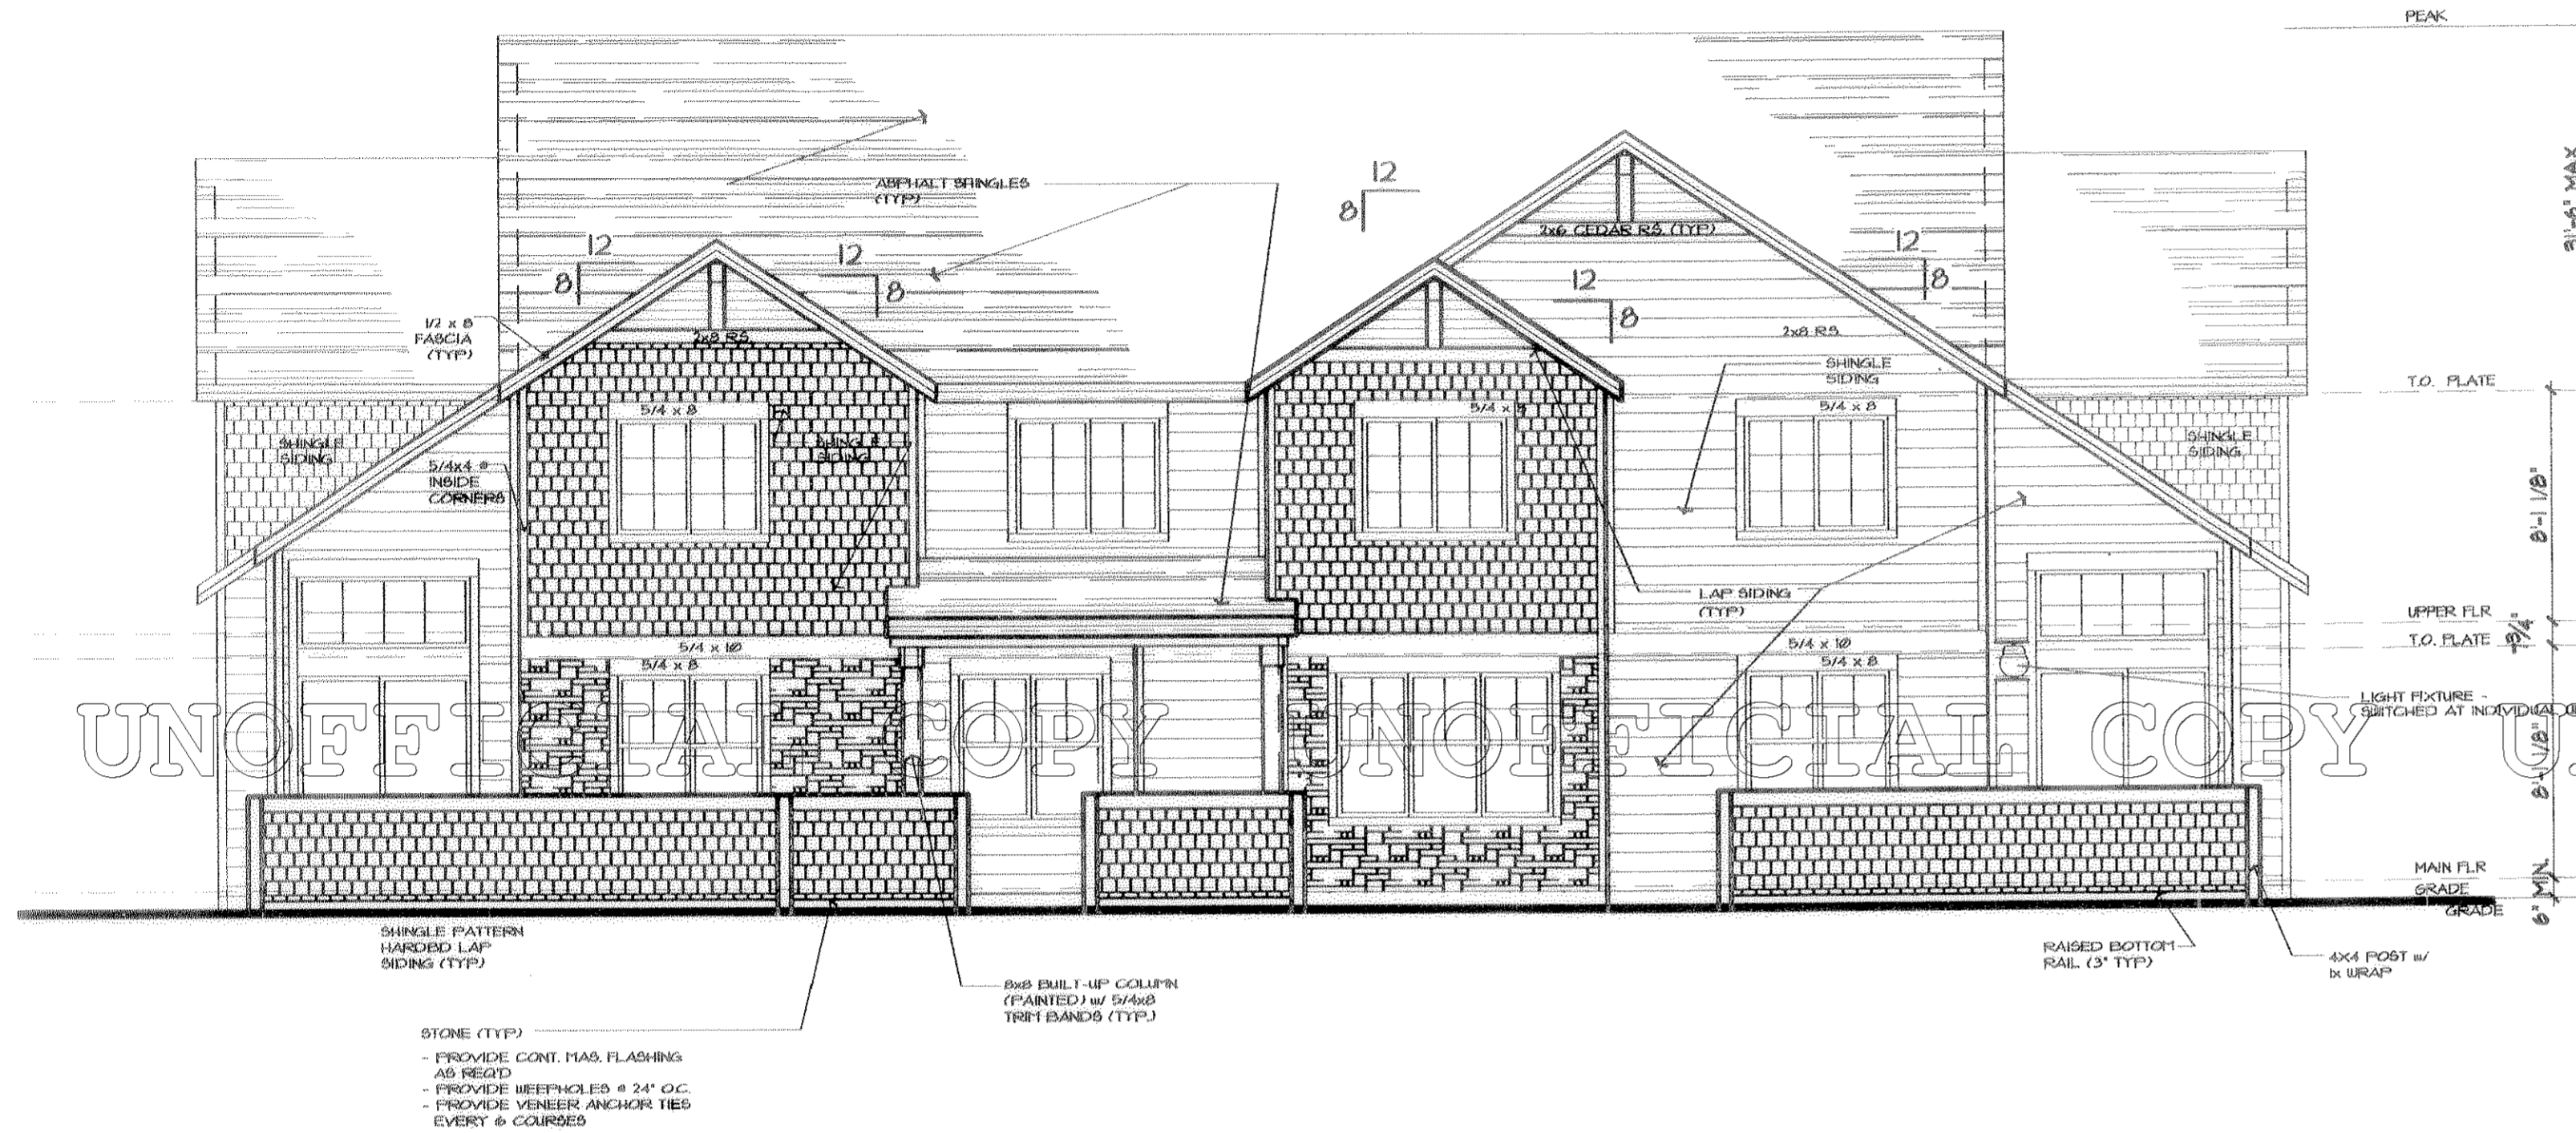 PEAK
12
8
ASPHALT SHINGLES
(TYP)
2x6 CEDAR RS. (TYP)
12
8
12
8
12
8
12
8
1/2 x 8
FASCIA
(TYP)
2x8 RS.
2x8 RS.
SHINGLE
SIDING
T.O. PLATE
5/4 x 8
5/4 x 8
5/4 x 8
SHINGLE
SIDING
SHINGLE
SIDING
SHINGLE
SIDING
5/4x4 @
INSIDE
CORNERS
8'-1 1/8"
LAP SIDING
(TYP)
UPPER FLR
T.O. PLATE
5/4 x 10
5/4 x 8
5/4 x 10
5/4 x 8
LIGHT FIXTURE -
SWITCHED AT INDIVIDUAL
UNOFFICIAL COPY UNOFFICIAL COPY U
8'-1 1/8"
MAIN FLR
GRADE
GRADE
6" MIN.
SHINGLE PATTERN
HARDBD LAP
SIDING (TYP)
RAISED BOTTOM
RAIL (3" TYP)
4X4 POST w/
1x WRAP
8x8 BUILT-UP COLUMN
(PAINTED) w/ 5/4x8
TRIM BANDS (TYP.)
STONE (TYP)
- PROVIDE CONT. MAS. FLASHING
AS REQ'D
- PROVIDE WEEPHOLES @ 24" O.C.
- PROVIDE VENEER ANCHOR TIES
EVERY 6 COURSES
MAX